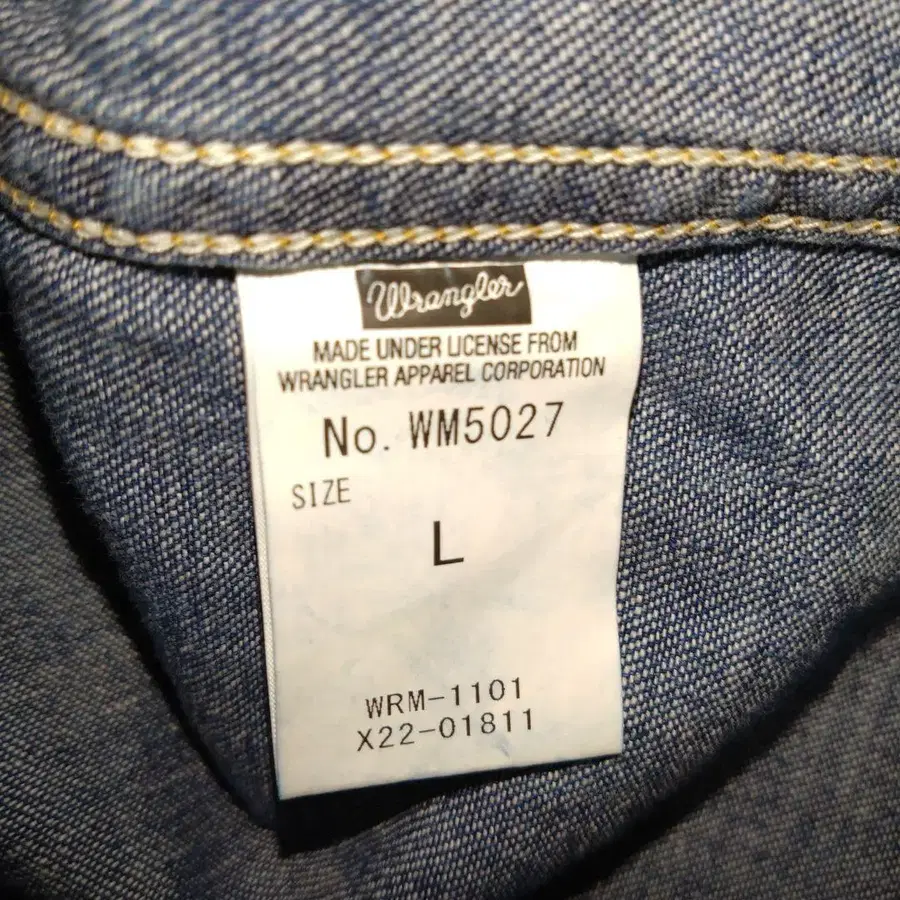 Wrangler
MADE UNDER LICENSE FROM
WRANGLER APPAREL CORPORATION
No. WM5027
SIZE
L
WRM-1101
X22-01811